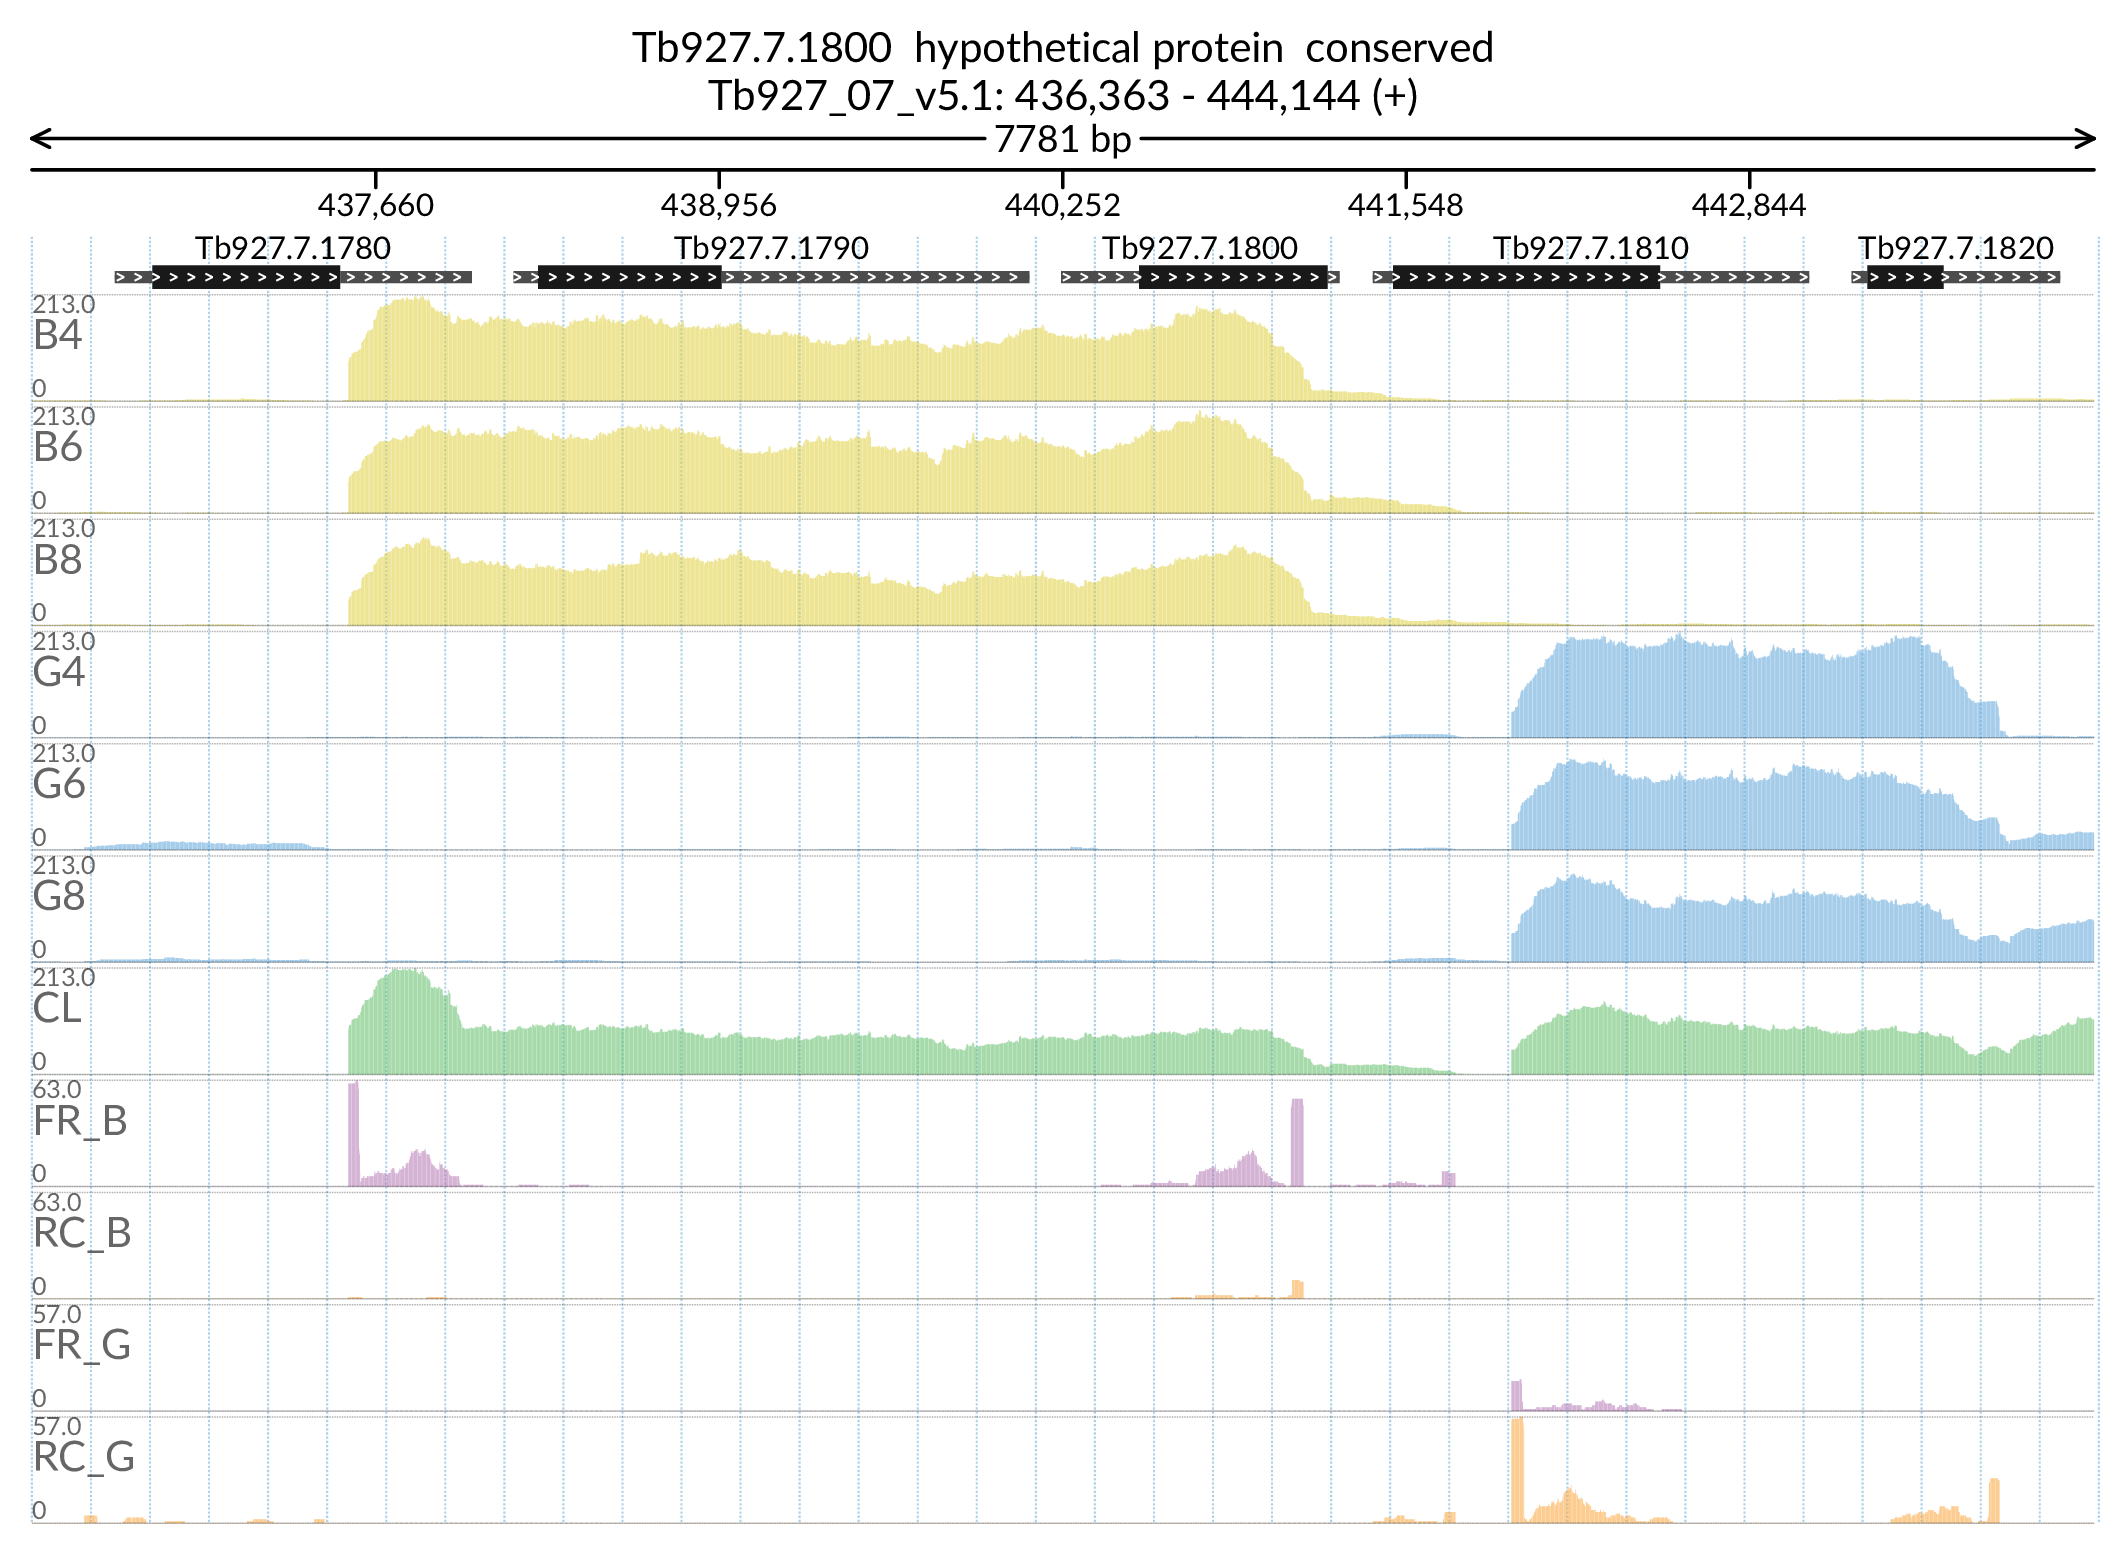 Tb927.7.1800 hypothetical protein conserved
Tb927_07_v5.1: 436,363 - 444,144 (+)
7781 bp
437,660 438,956 440,252 441,548 442,844
Tb927.7.1780 Tb927.7.1790 Tb927.7.1800 Tb927.7.1810 Tb927.7.1820
213.0
B4
0
213.0
B6
0
213.0
B8
0
213.0
G4
0
213.0
G6
0
213.0
G8
0
213.0
CL
0
63.0
FR_B
0
63.0
RC_B
0
57.0
FR_G
0
57.0
RC_G
0